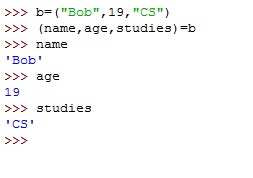 >>> b=("Bob",19,"CS")
>>> (name,age,studies)=b
>>> name
'Bob'
>>> age
19
>>> studies
'CS'
>>>